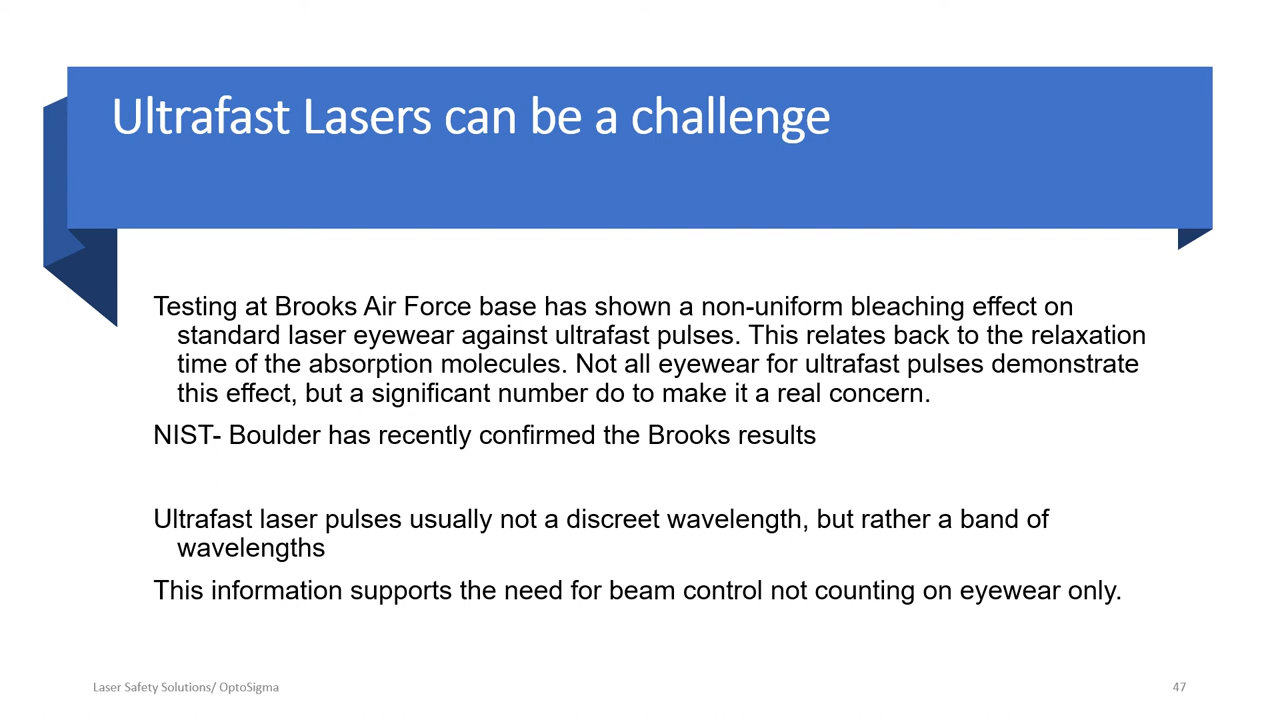 Ultrafast Lasers can be a challenge
Testing at Brooks Air Force base has shown a non-uniform bleaching effect on
standard laser eyewear against ultrafast pulses. This relates back to the relaxation
time of the absorption molecules. Not all eyewear for ultrafast pulses demonstrate
this effect, but a significant number do to make it a real concern.
NIST- Boulder has recently confirmed the Brooks results
Ultrafast laser pulses usually not a discreet wavelength, but rather a band of
wavelengths
This information supports the need for beam control not counting on eyewear only.
Laser Safety Solutions/ OptoSigma
47